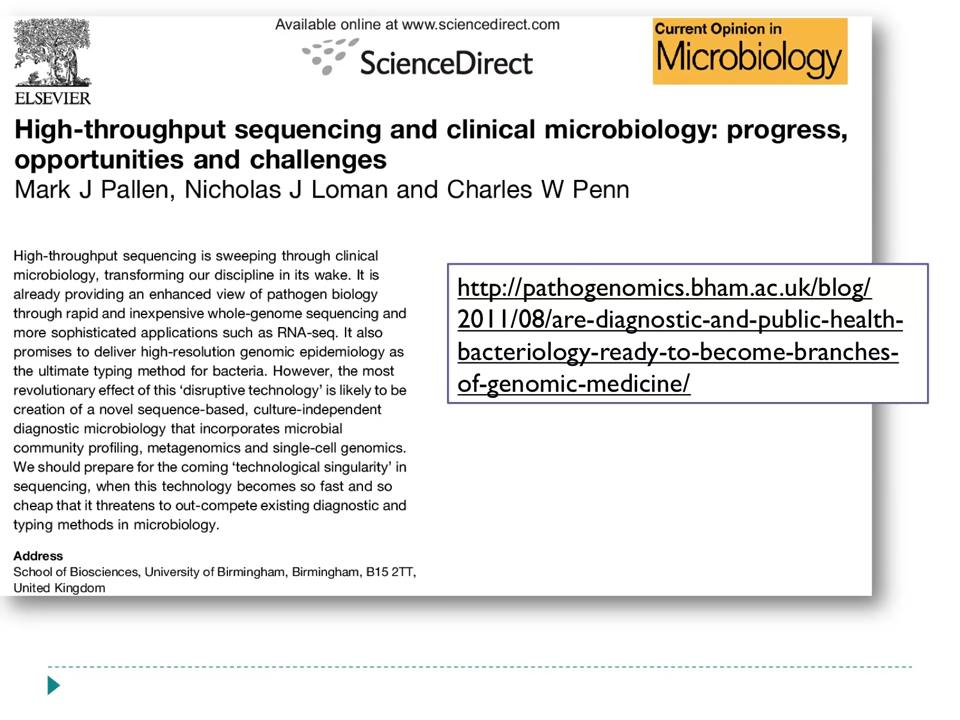 Available online at www.sciencedirect.com
ELSEVIER
ScienceDirect
Current Opinion in
Microbiology
High-throughput sequencing and clinical microbiology: progress,
opportunities and challenges
Mark J Pallen, Nicholas J Loman and Charles W Penn
High-throughput sequencing is sweeping through clinical
microbiology, transforming our discipline in its wake. It is
already providing an enhanced view of pathogen biology
through rapid and inexpensive whole-genome sequencing and
more sophisticated applications such as RNA-seq. It also
promises to deliver high-resolution genomic epidemiology as
the ultimate typing method for bacteria. However, the most
revolutionary effect of this ‘disruptive technology’ is likely to be
creation of a novel sequence-based, culture-independent
diagnostic microbiology that incorporates microbial
community profiling, metagenomics and single-cell genomics.
We should prepare for the coming ‘technological singularity’ in
sequencing, when this technology becomes so fast and so
cheap that it threatens to out-compete existing diagnostic and
typing methods in microbiology.
Address
School of Biosciences, University of Birmingham, Birmingham, B15 2TT,
United Kingdom
http://pathogenomics.bham.ac.uk/blog/
2011/08/are-diagnostic-and-public-health-
bacteriology-ready-to-become-branches-
of-genomic-medicine/